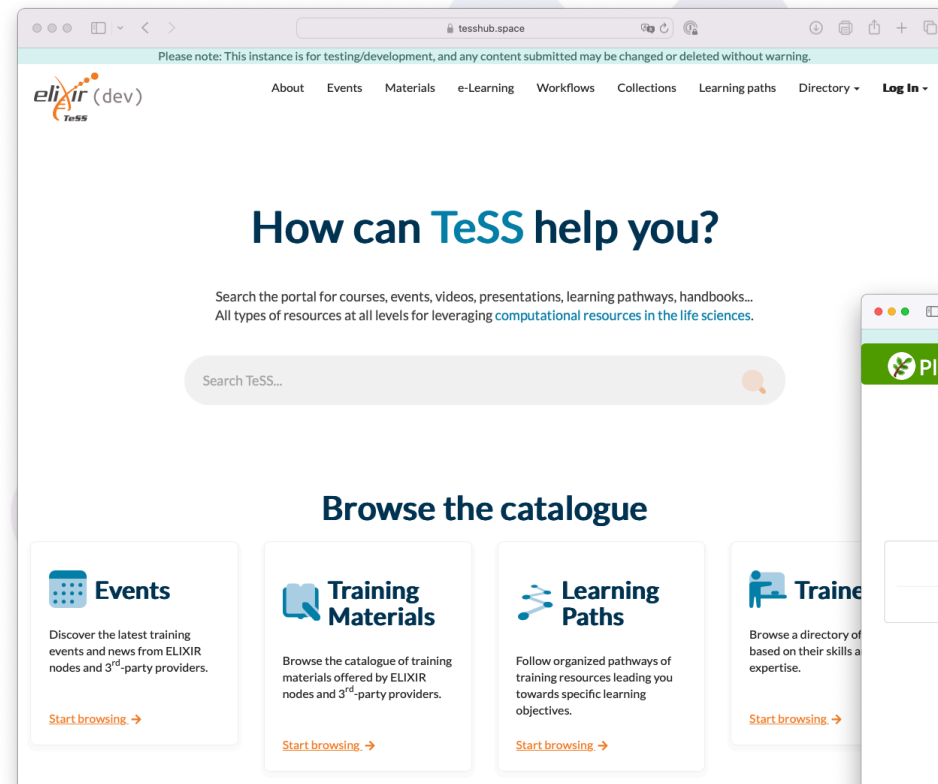 tesshub.space
Please note: This instance is for testing/development, and any content submitted may be changed or deleted without warning.
elixir (dev)
TeSS
About Events Materials e-Learning Workflows Collections Learning paths Directory Log In
How can TeSS help you?
Search the portal for courses, events, videos, presentations, learning pathways, handbooks...
All types of resources at all levels for leveraging computational resources in the life sciences.
Search TeSS...
Pl
Browse the catalogue
Events
Discover the latest training
events and news from ELIXIR
nodes and 3rd-party providers.
Start browsing →
Training
Materials
Browse the catalogue of training
materials offered by ELIXIR
nodes and 3rd-party providers.
Start browsing →
Learning
Paths
Follow organized pathways of
training resources leading you
towards specific learning
objectives.
Start browsing →
Traine
Browse a directory of
based on their skills a
expertise.
Start browsing →